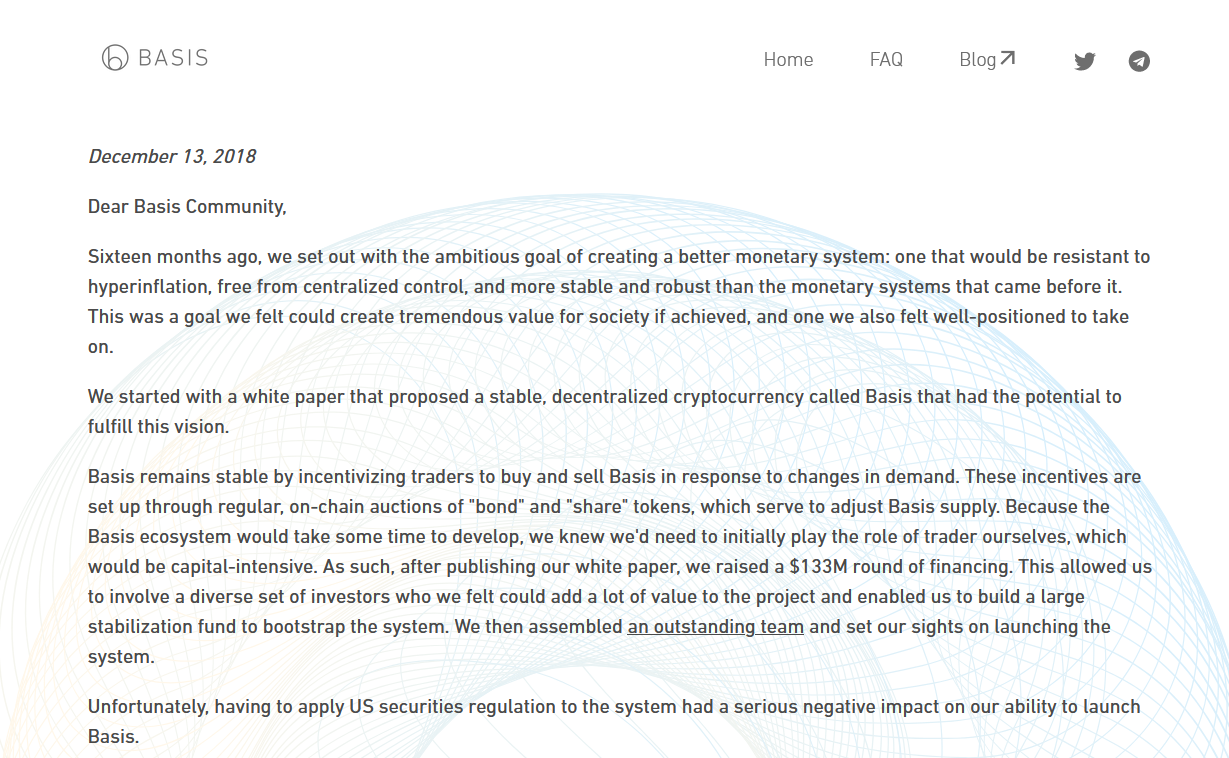 BASIS
Home
FAQ
Blog
December 13, 2018
Dear Basis Community,
Sixteen months ago, we set out with the ambitious goal of creating a better monetary system: one that would be resistant to
hyperinflation, free from centralized control, and more stable and robust than the monetary systems that came before it.
This was a goal we felt could create tremendous value for society if achieved, and one we also felt well-positioned to take
on.
We started with a white paper that proposed a stable, decentralized cryptocurrency called Basis that had the potential to
fulfill this vision.
Basis remains stable by incentivizing traders to buy and sell Basis in response to changes in demand. These incentives are
set up through regular, on-chain auctions of "bond" and "share" tokens, which serve to adjust Basis supply. Because the
Basis ecosystem would take some time to develop, we knew we'd need to initially play the role of trader ourselves, which
would be capital-intensive. As such, after publishing our white paper, we raised a $133M round of financing. This allowed us
to involve a diverse set of investors who we felt could add a lot of value to the project and enabled us to build a large
stabilization fund to bootstrap the system. We then assembled an outstanding team and set our sights on launching the
system.
Unfortunately, having to apply US securities regulation to the system had a serious negative impact on our ability to launch
Basis.